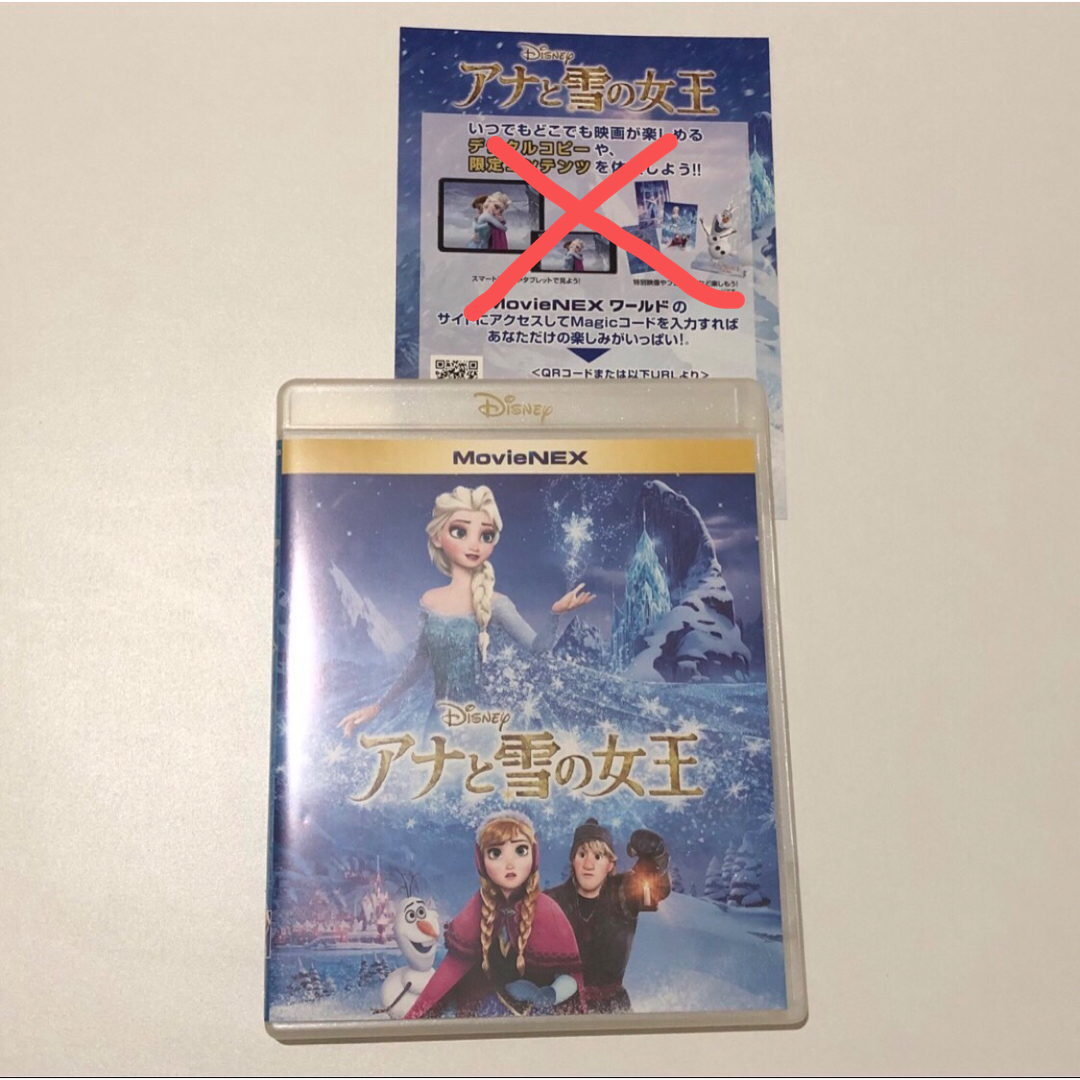 Disney
アナと雪の女王
いつでもどこでも映画が楽しめる
デジタルコピーや、
限定コンテンツを体験しよう!!
MovieNEX ワールドの
サイトにアクセスしてMagicコードを入力すれば
あなただけの楽しみがいっぱい!。
<QRコードまたは以下URLより>
Disney
MovieNEX
Disney
アナと雪の女王